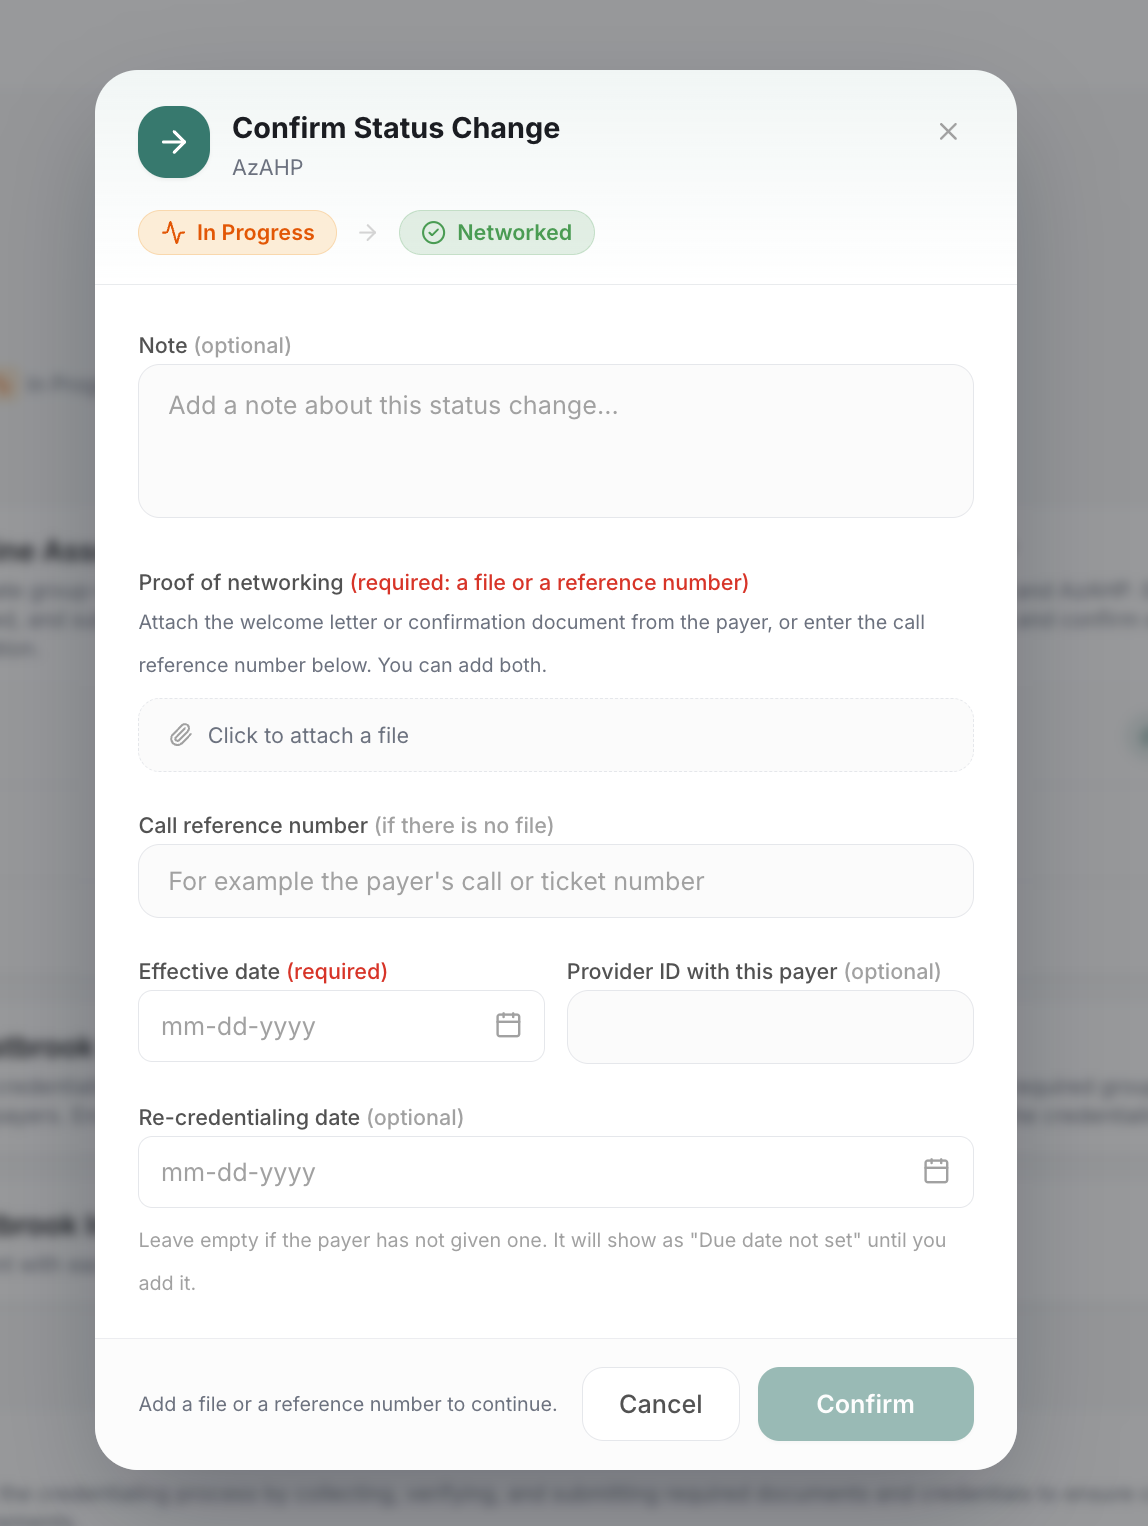 Confirm Status Change
AzAHP
In Progress
Networked
Note (optional)
Add a note about this status change...
Proof of networking (required: a file or a reference number)
Attach the welcome letter or confirmation document from the payer, or enter the call
reference number below. You can add both.
Click to attach a file
Call reference number (if there is no file)
For example the payer's call or ticket number
Effective date (required)
Provider ID with this payer (optional)
mm-dd-yyyy
Re-credentialing date (optional)
mm-dd-yyyy
Leave empty if the payer has not given one. It will show as "Due date not set" until you
add it.
Add a file or a reference number to continue.
Cancel
Confirm